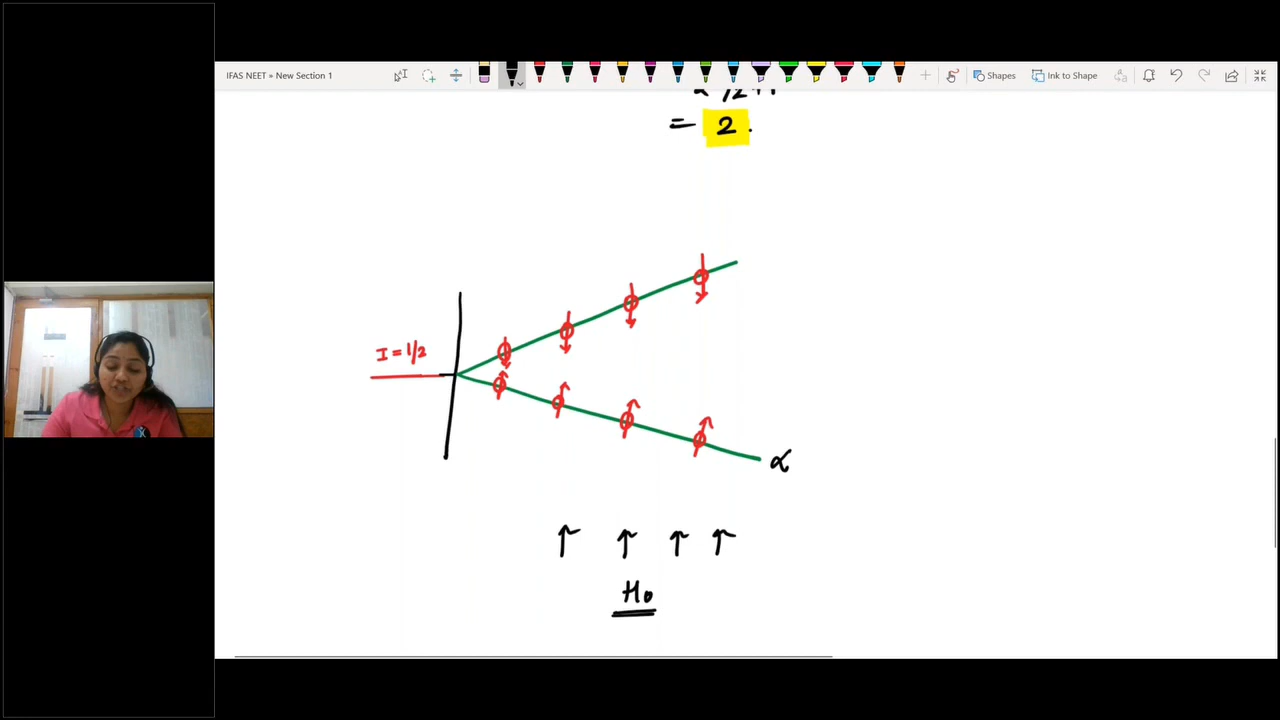 IFAS NEET » New Section 1
Shapes
Ink to Shape
= 2.
I = 1/2
α
↑ ↑ ↑ ↑
H₀